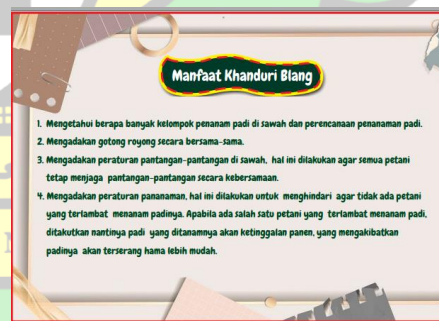 Manfaat Khanduri Blang
1. Mengetahui berapa banyak kelompok penanam padi di sawah dan perencanaan penanaman padi.
2. Mengadakan gotong royong secara bersama-sama.
3. Mengadakan peraturan pantangan-pantangan di sawah, hal ini dilakukan agar semua petani
tetap menjaga pantangan-pantangan secara kebersamaan.
4. Mengadakan peraturan pananaman, hal ini dilakukan untuk menghindari agar tidak ada petani
yang terlambat menanam padinya. Apabila ada salah satu petani yang terlambat menanam padi,
ditakutkan nantinya padi yang ditanamnya akan ketinggalan panen, yang mengakibatkan
padinya akan terserang hama lebih mudah.